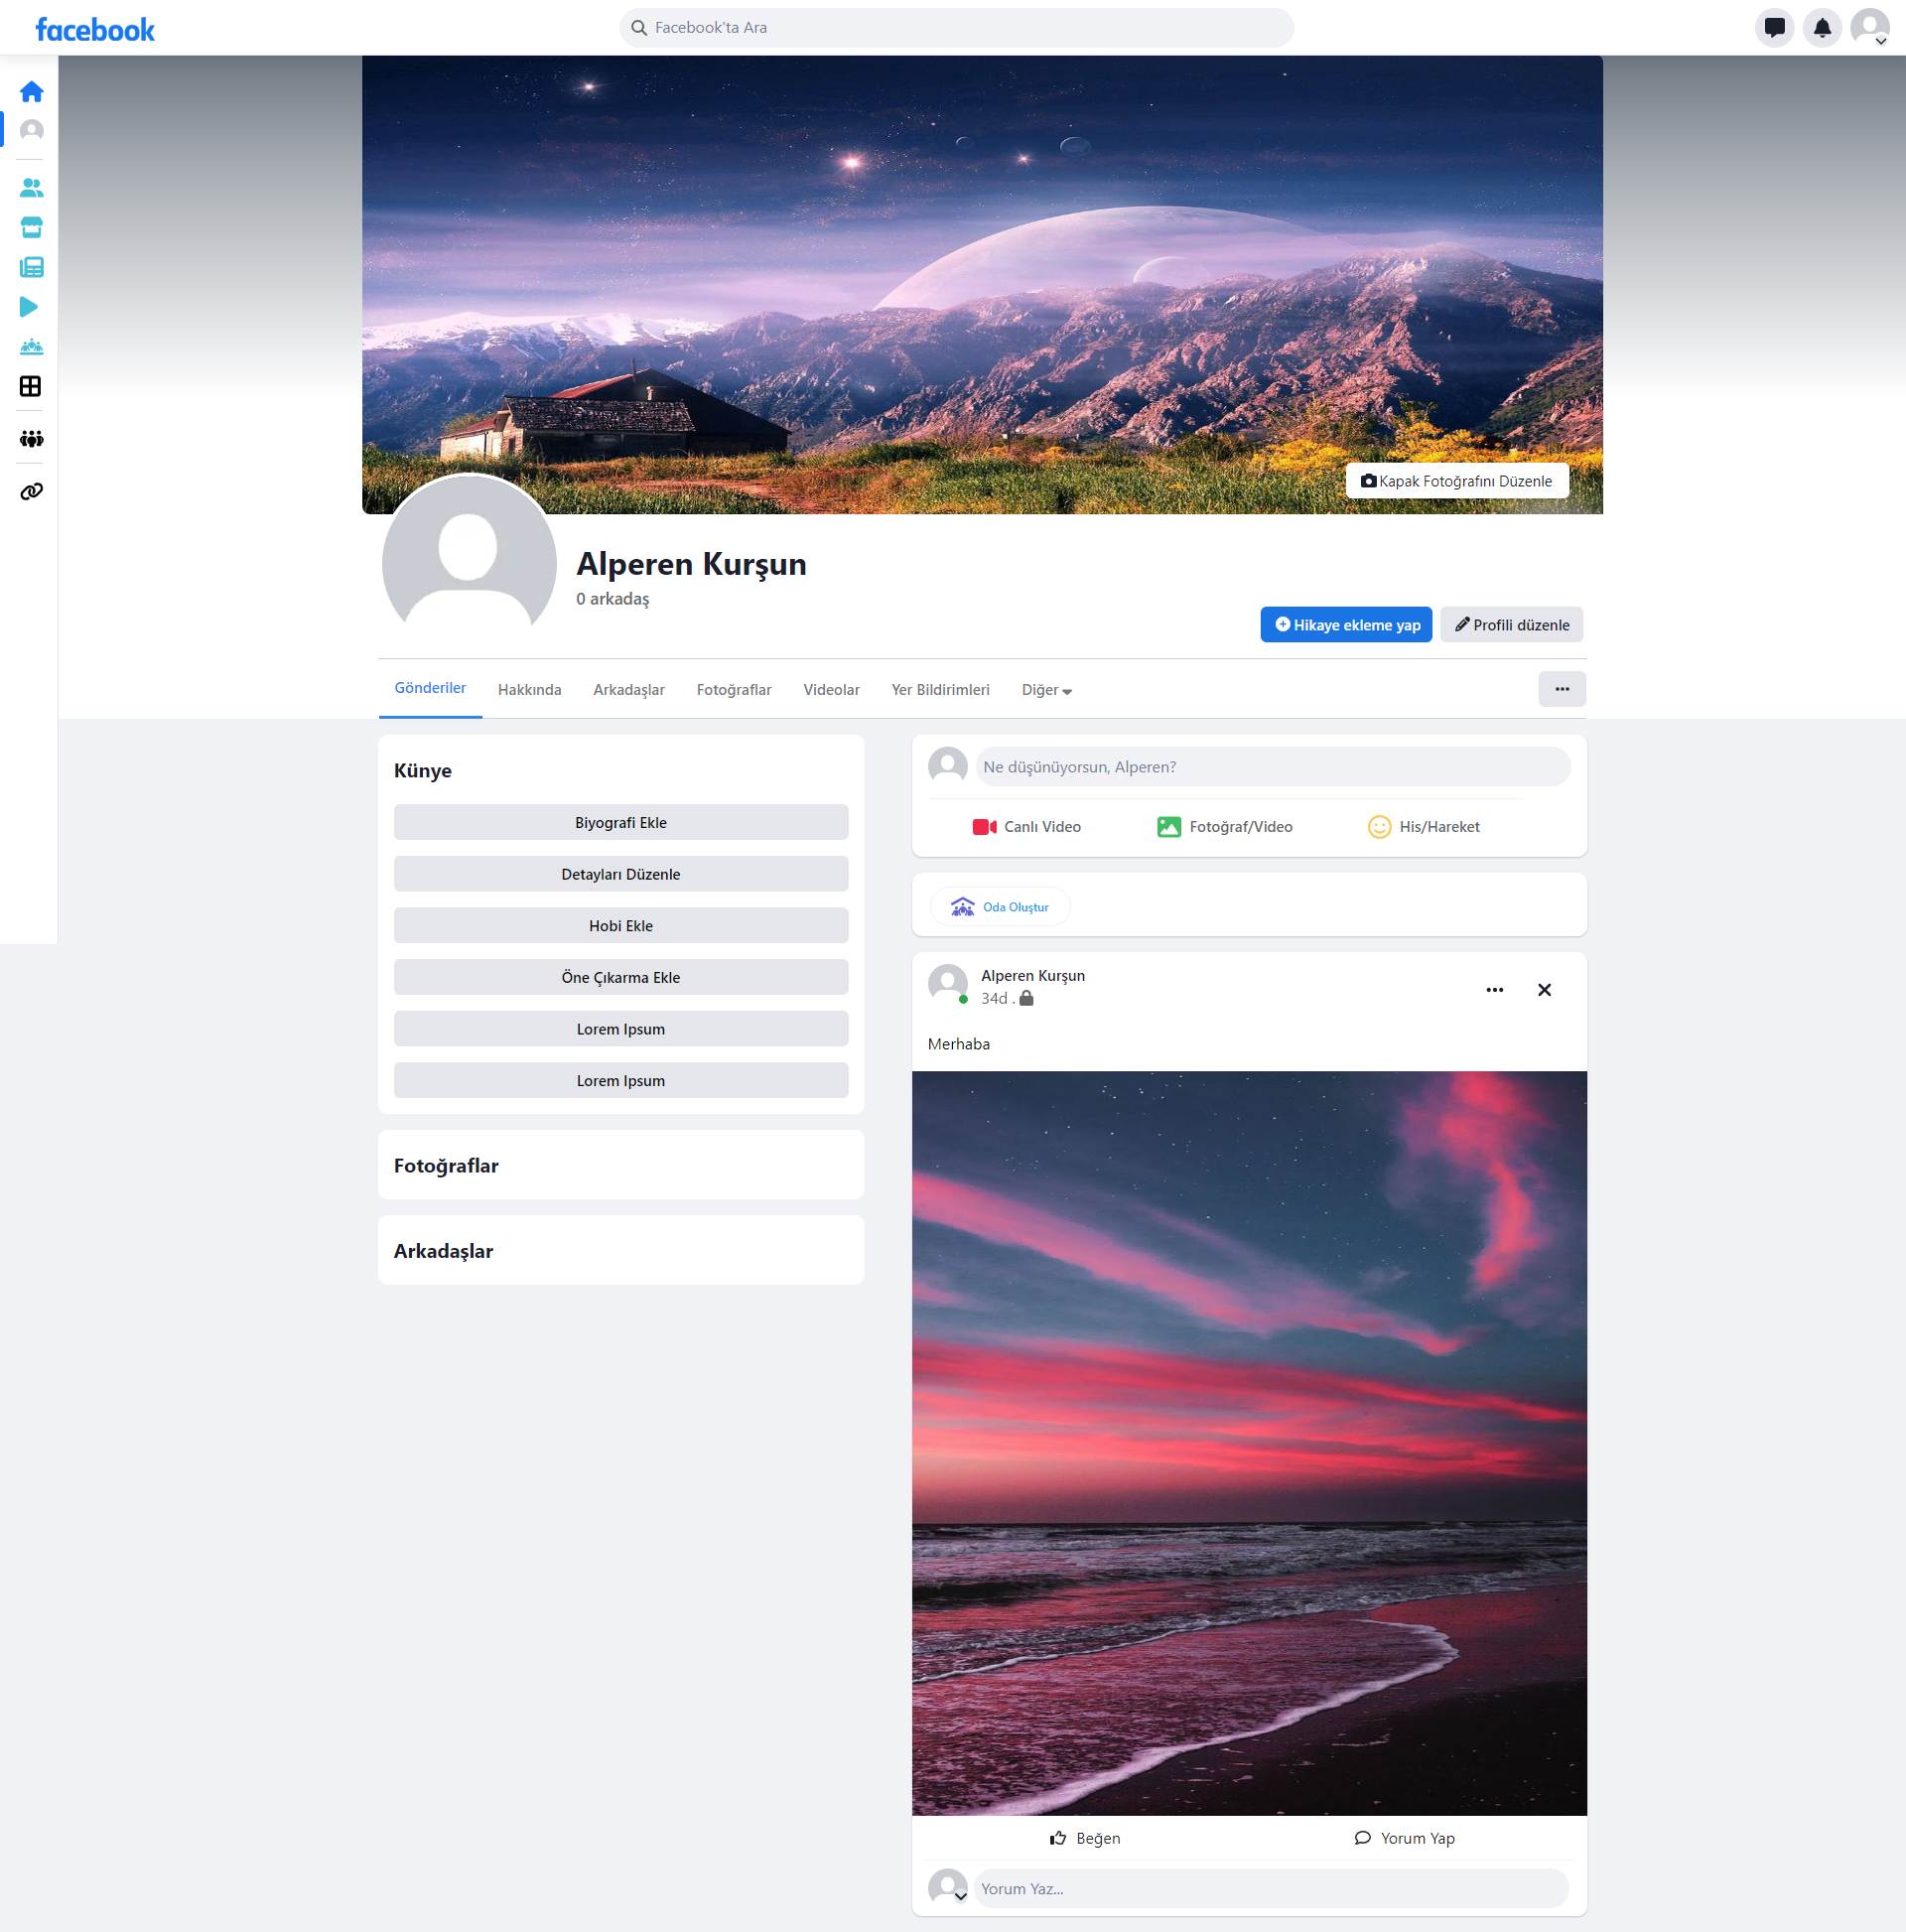 facebook
Facebook'ta Ara
Kapak Fotoğrafını Düzenle
Alperen Kurşun
0 arkadaş
Hikaye ekleme yap
Profili düzenle
Gönderiler
Hakkında
Arkadaşlar
Fotoğraflar
Videolar
Yer Bildirimleri
Diğer
Künye
Biyografi Ekle
Detayları Düzenle
Hobi Ekle
Öne Çıkarma Ekle
Lorem Ipsum
Lorem Ipsum
Fotoğraflar
Arkadaşlar
Ne düşünüyorsun, Alperen?
Canlı Video
Fotoğraf/Video
His/Hareket
Oda Oluştur
Alperen Kurşun
34d .
Merhaba
Beğen
Yorum Yap
Yorum Yaz...